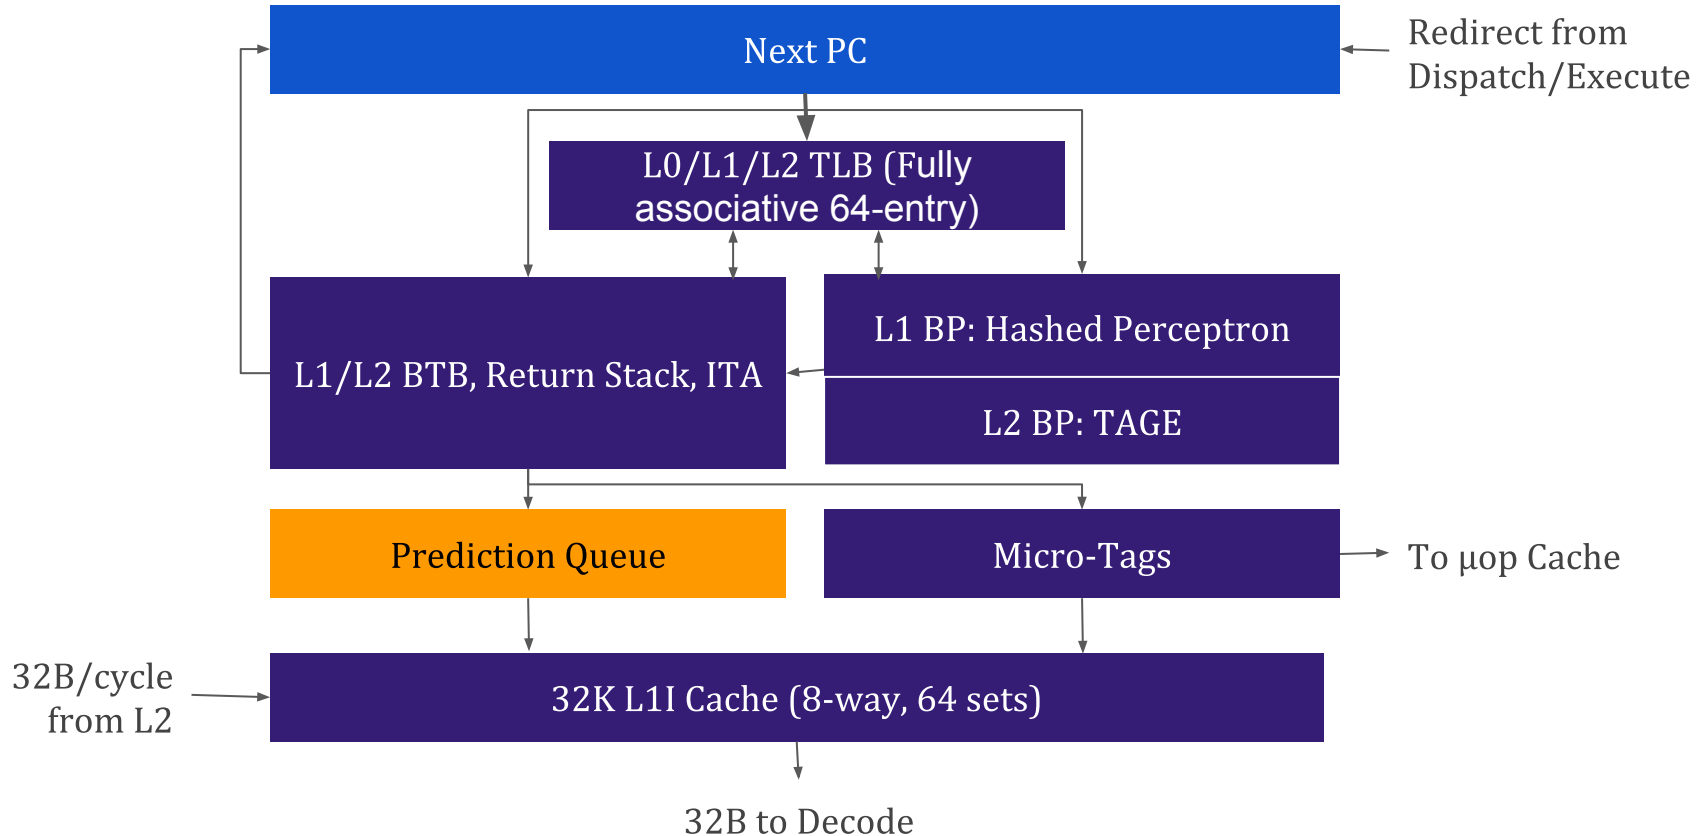 Next PC
Redirect from
Dispatch/Execute
L0/L1/L2 TLB (Fully
associative 64-entry)
L1/L2 BTB, Return Stack, ITA
L1 BP: Hashed Perceptron
L2 BP: TAGE
Prediction Queue
Micro-Tags
To µop Cache
32B/cycle
from L2
32K L1I Cache (8-way, 64 sets)
32B to Decode